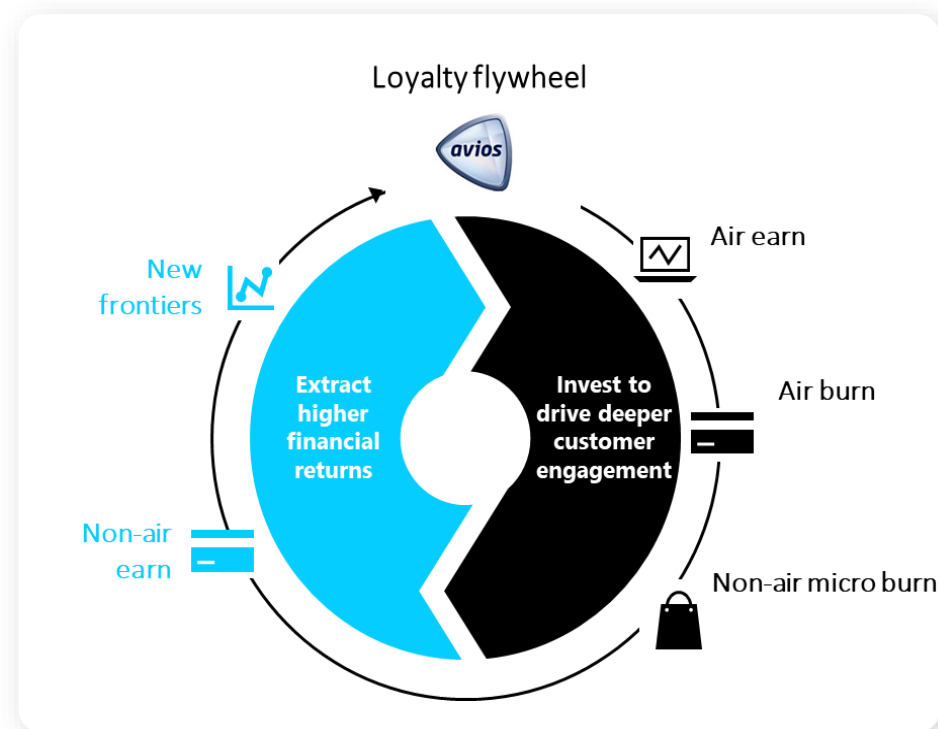 Loyalty flywheel
avios
Air earn
Air burn
Non-air micro burn
Non-air
earn
New
frontiers
Extract
higher
financial
returns
Invest to
drive deeper
customer
engagement